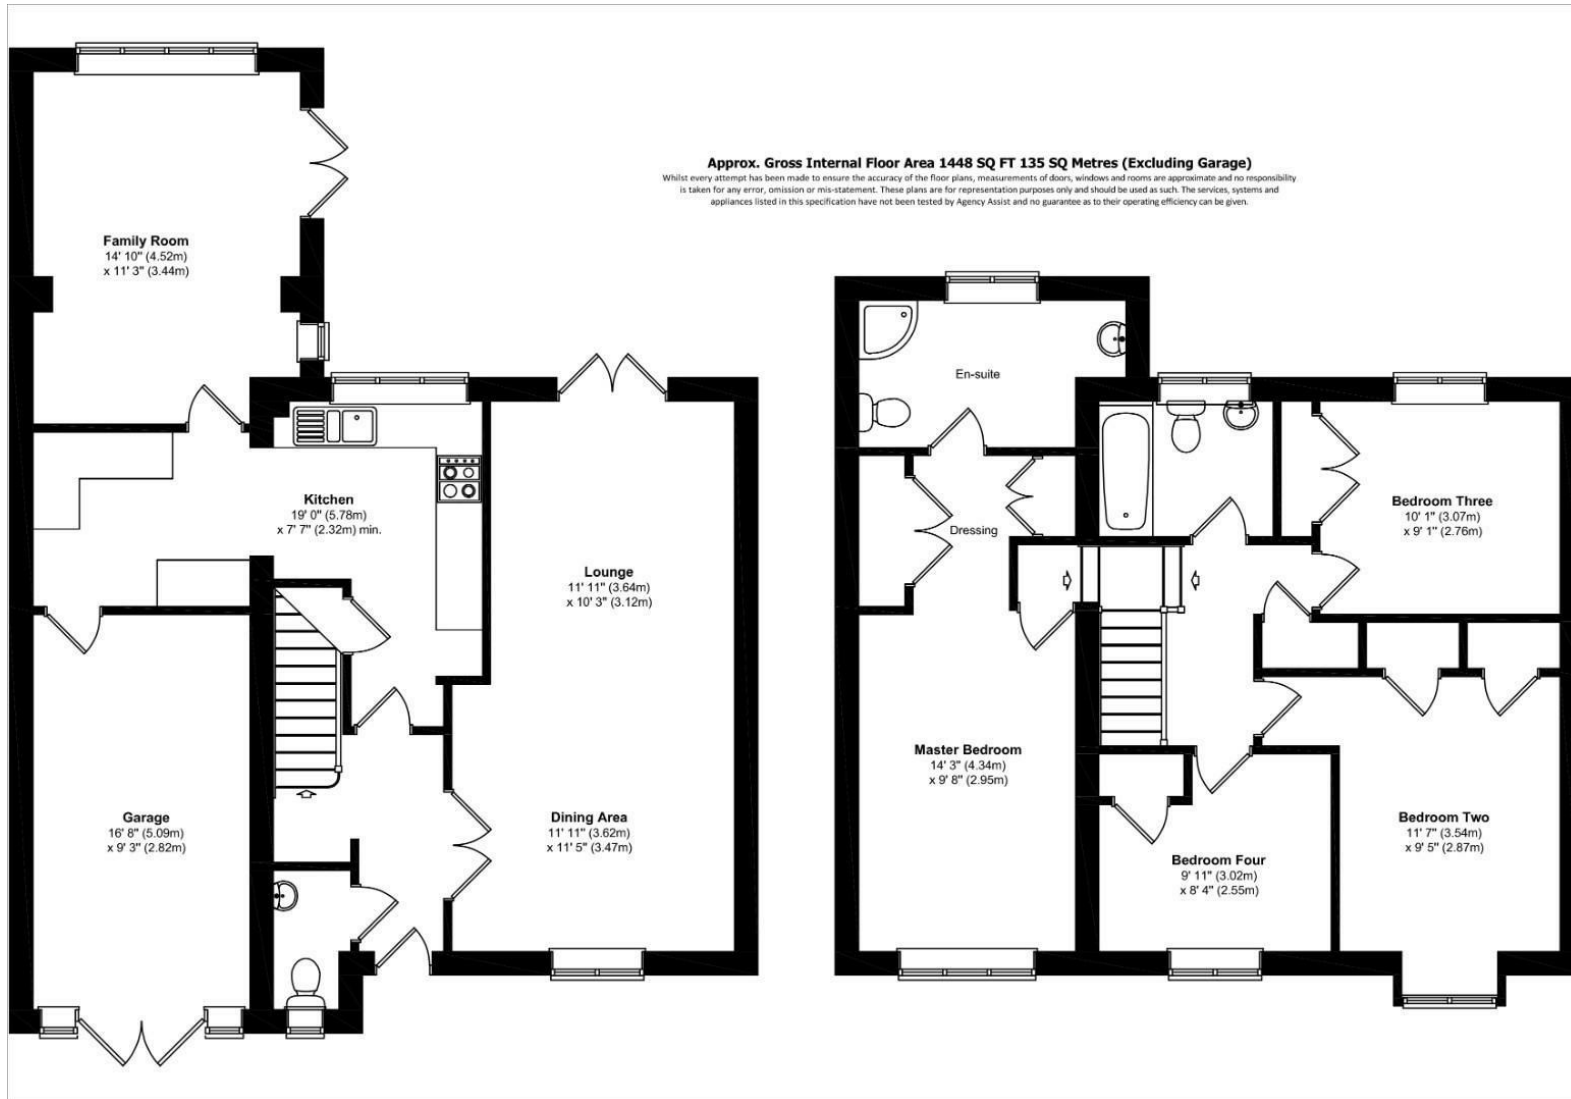 Approx. Gross Internal Floor Area 1448 SQ FT 135 SQ Metres (Excluding Garage)
Whilst every attempt has been made to ensure the accuracy of the floor plans, measurements of doors, windows and rooms are approximate and no responsibility
is taken for any error, omission or mis-statement. These plans are for representation purposes only and should be used as such. The services, systems and
appliances listed in this specification have not been tested by Agency Assist and no guarantee as to their operating efficiency can be given.
Family Room
14' 10" (4.52m)
x 11' 3" (3.44m)
Kitchen
19' 0" (5.78m)
x 7' 7" (2.32m) min.
Lounge
11' 11" (3.64m)
x 10' 3" (3.12m)
Garage
16' 8" (5.09m)
x 9' 3" (2.82m)
Dining Area
11' 11" (3.62m)
x 11' 5" (3.47m)
En-suite
Dressing
Bedroom Three
10' 1" (3.07m)
x 9' 1" (2.76m)
Master Bedroom
14' 3" (4.34m)
x 9' 8" (2.95m)
Bedroom Four
9' 11" (3.02m)
x 8' 4" (2.55m)
Bedroom Two
11' 7" (3.54m)
x 9' 5" (2.87m)